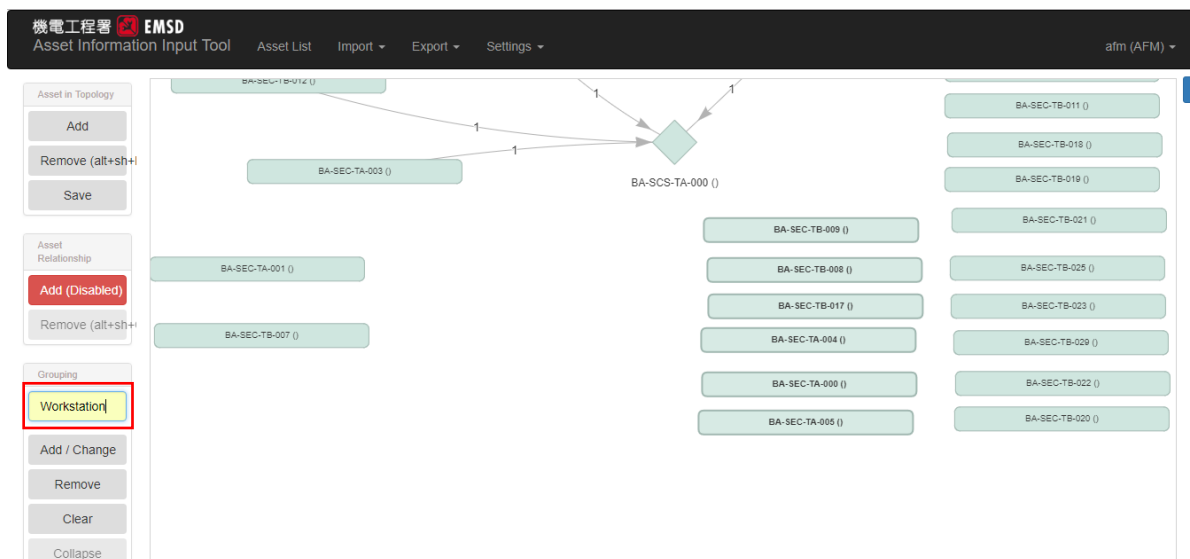 機電工程署 EMSD
Asset Information Input Tool Asset List Import Export Settings afm (AFM)
Asset in Topology
Add
Remove (alt+sh+
Save
Asset
Relationship
Add (Disabled)
Remove (alt+sh+
Grouping
Workstation
Add / Change
Remove
Clear
Collapse
BA-SEC-TB-012 ()
1
1
1
1
BA-SEC-TA-003 ()
BA-SCS-TA-000 ()
BA-SEC-TA-001 ()
BA-SEC-TB-007 ()
BA-SEC-TB-009 ()
BA-SEC-TB-008 ()
BA-SEC-TB-017 ()
BA-SEC-TA-004 ()
BA-SEC-TA-000 ()
BA-SEC-TA-005 ()
BA-SEC-TB-011 ()
BA-SEC-TB-018 ()
BA-SEC-TB-019 ()
BA-SEC-TB-021 ()
BA-SEC-TB-025 ()
BA-SEC-TB-023 ()
BA-SEC-TB-029 ()
BA-SEC-TB-022 ()
BA-SEC-TB-020 ()